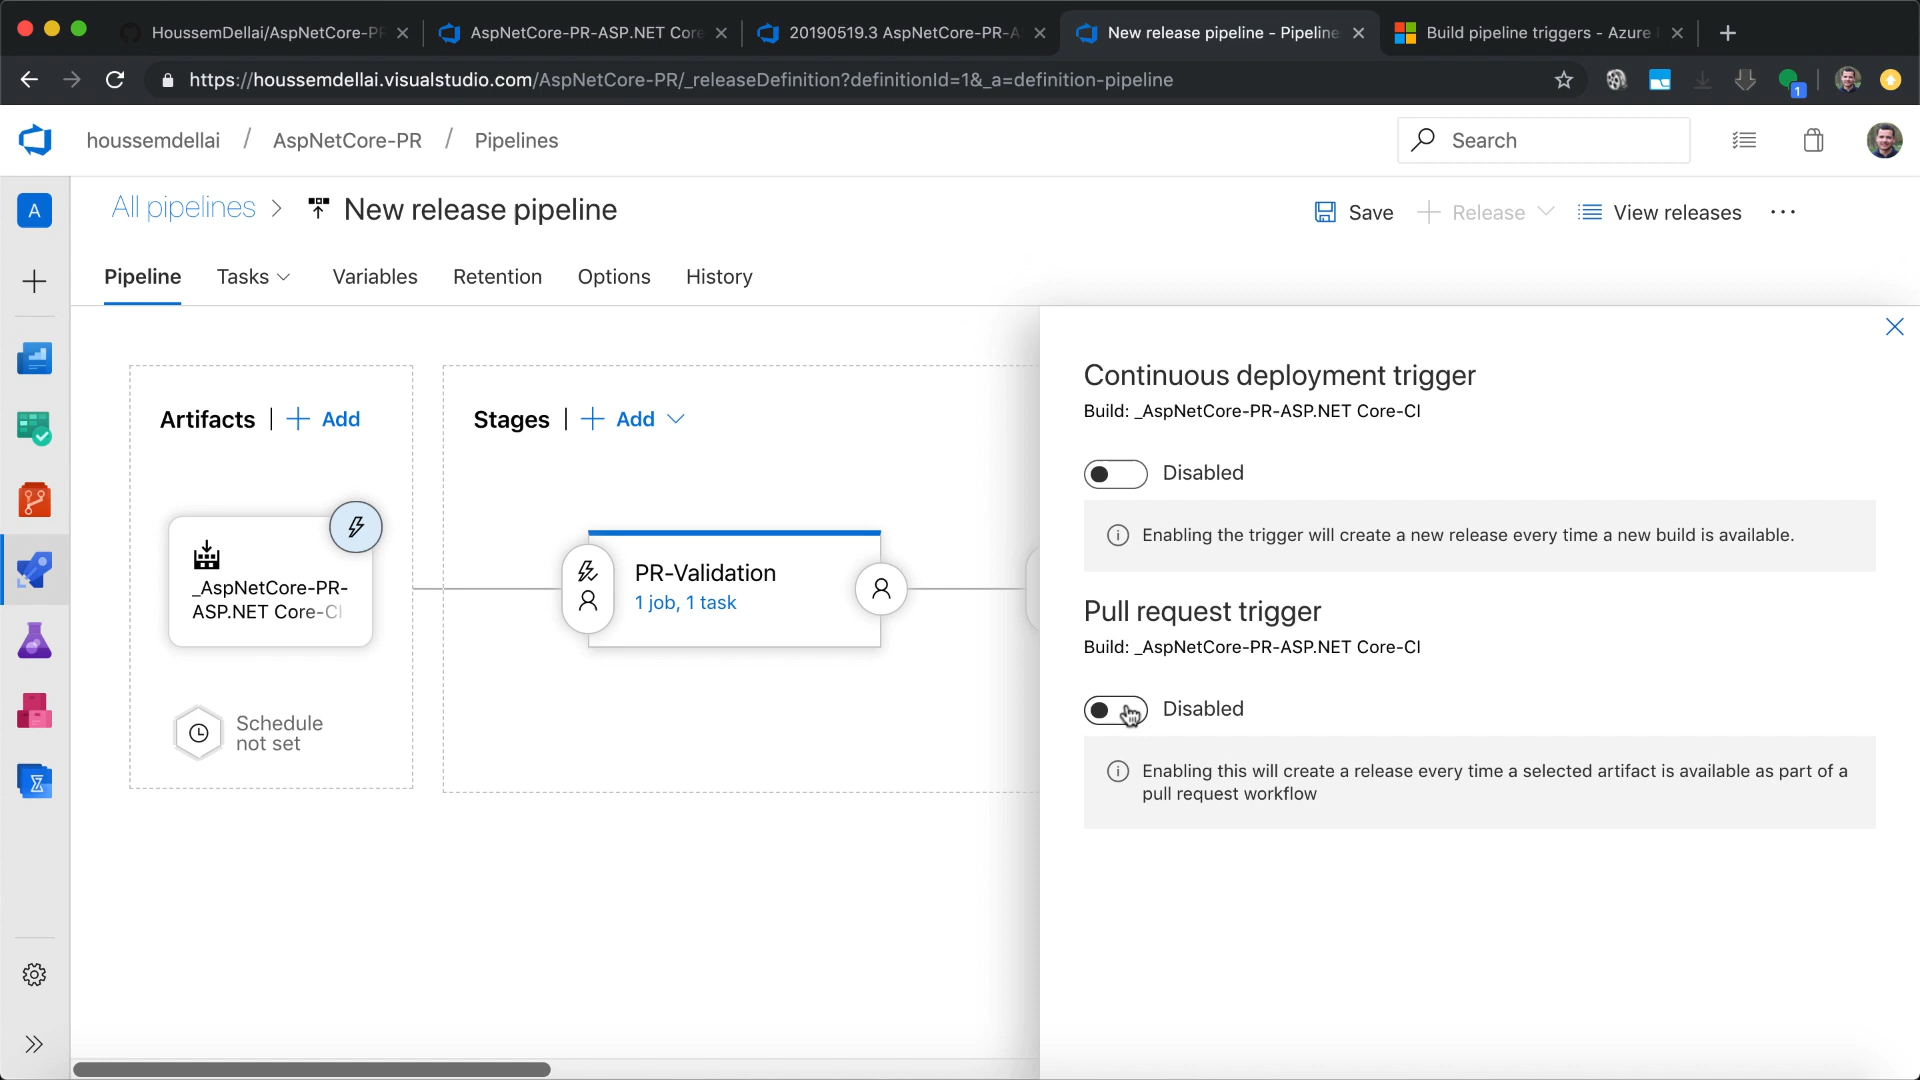 HoussemDellai/AspNetCore-PR
AspNetCore-PR-ASP.NET Core
20190519.3 AspNetCore-PR-A
New release pipeline - Pipeline
Build pipeline triggers - Azure
https://houssemdellai.visualstudio.com/AspNetCore-PR/_releaseDefinition?definitionId=1&_a=definition-pipeline
1
houssemdellai / AspNetCore-PR / Pipelines
Search
A
All pipelines > New release pipeline
Save
Release
View releases
Pipeline
Tasks
Variables
Retention
Options
History
Artifacts | Add
Stages | Add
_AspNetCore-PR-
ASP.NET Core-CI
PR-Validation
1 job, 1 task
Schedule
not set
Continuous deployment trigger
Build: _AspNetCore-PR-ASP.NET Core-CI
Disabled
Enabling the trigger will create a new release every time a new build is available.
Pull request trigger
Build: _AspNetCore-PR-ASP.NET Core-CI
Disabled
Enabling this will create a release every time a selected artifact is available as part of a
pull request workflow